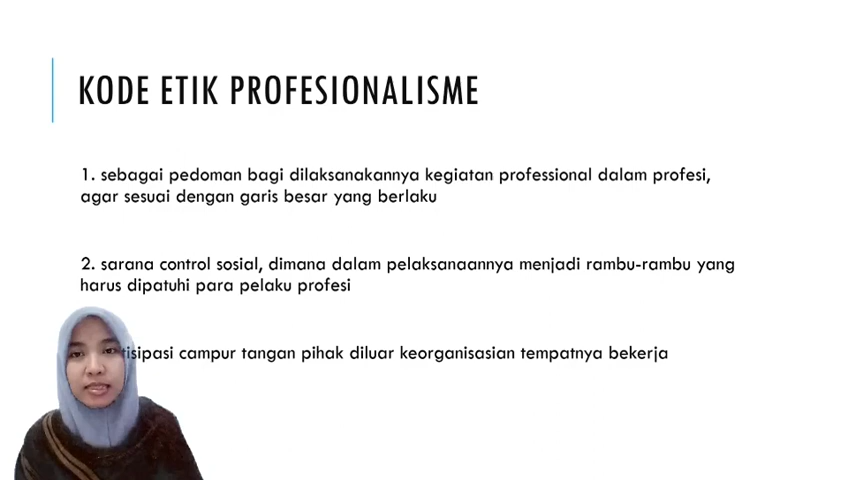 KODE ETIK PROFESIONALISME
1. sebagai pedoman bagi dilaksanakannya kegiatan professional dalam profesi,
agar sesuai dengan garis besar yang berlaku
2. sarana control sosial, dimana dalam pelaksanaannya menjadi rambu-rambu yang
harus dipatuhi para pelaku profesi
campur tangan pihak diluar keorganisasian tempatnya bekerja